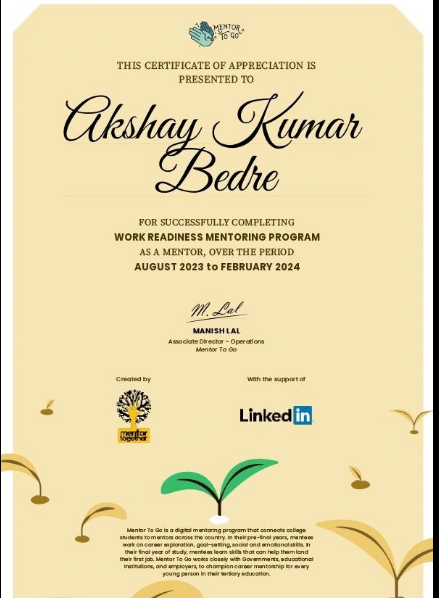 MENTOR
TO GO
THIS CERTIFICATE OF APPRECIATION IS
PRESENTED TO
Akshay Kumar
Bedre
FOR SUCCESSFULLY COMPLETING
WORK READINESS MENTORING PROGRAM
AS A MENTOR, OVER THE PERIOD
AUGUST 2023 to FEBRUARY 2024
M. Lal
MANISH LAL
Associate Director - Operations
Mentor To Go
Created by
With the support of
mentor
together
Linked in
Mentor To Go is a digital mentoring program that connects college
students to mentors across the country. In their pre-final years, mentees
work on career exploration, goal-setting, social and emotional skills. In
their final year of study, mentees learn skills that can help them land
their first job. Mentor To Go works closely with Governments, educational
institutions, and employers, to champion career mentorship for every
young person in their tertiary education.